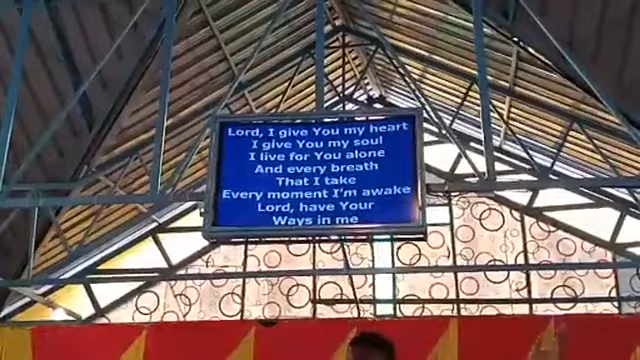 Lord, I give You my heart
I give You my soul
I live for You alone
And every breath
That I take
Every moment I'm awake
Lord, have Your
Ways in me